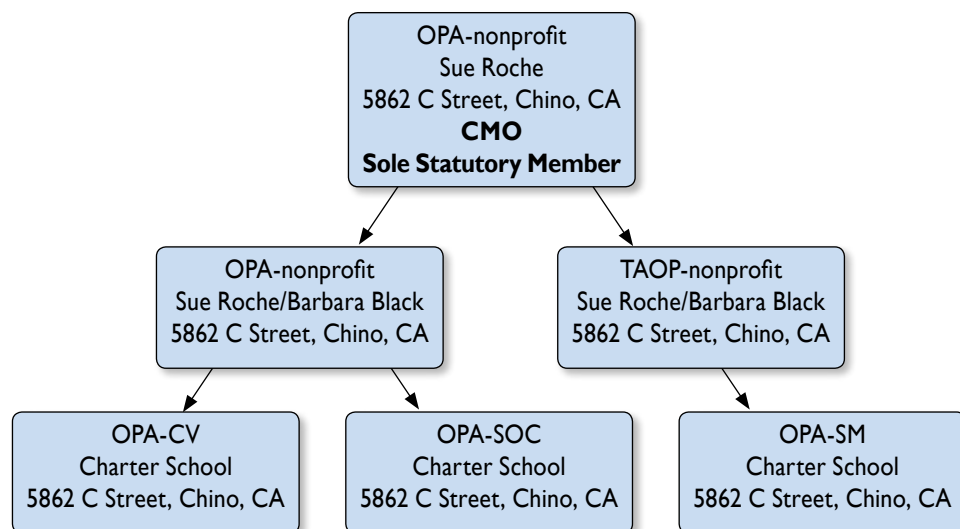 OPA-nonprofit
Sue Roche
5862 C Street, Chino, CA
CMO
Sole Statutory Member
OPA-nonprofit
Sue Roche/Barbara Black
5862 C Street, Chino, CA
TAOP-nonprofit
Sue Roche/Barbara Black
5862 C Street, Chino, CA
OPA-CV
Charter School
5862 C Street, Chino, CA
OPA-SOC
Charter School
5862 C Street, Chino, CA
OPA-SM
Charter School
5862 C Street, Chino, CA